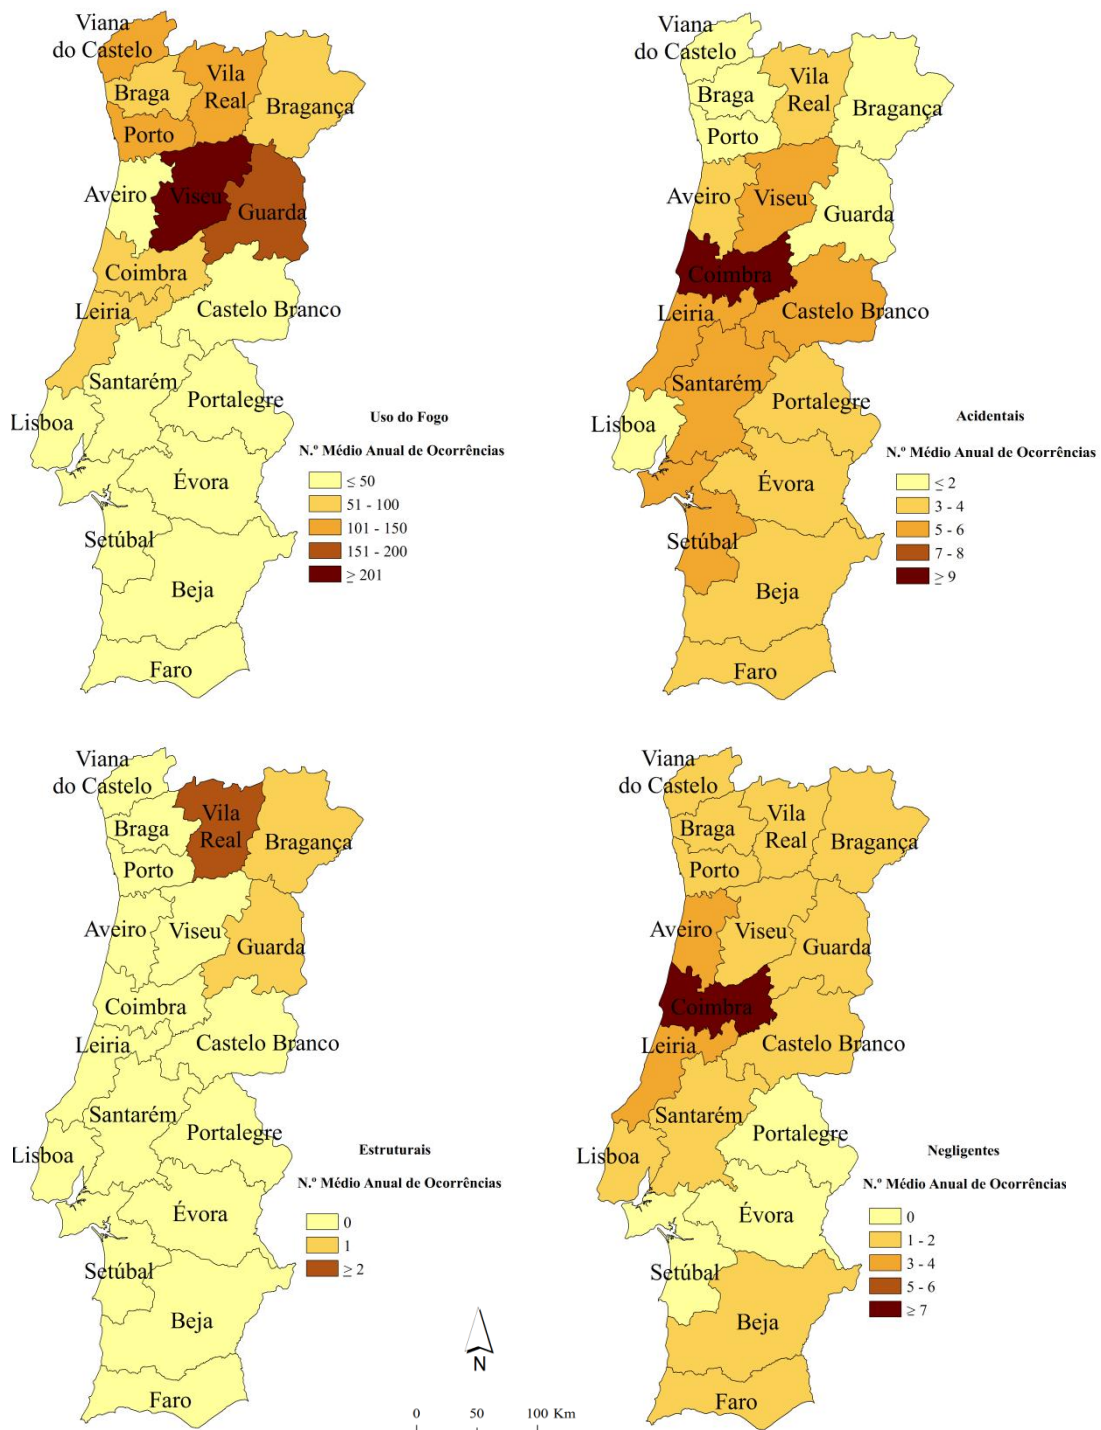 Viana
do Castelo
Braga
Vila
Real
Bragança
Porto
Aveiro
Viseu
Guarda
Coimbra
Leiria
Castelo Branco
Santarém
Portalegre
Lisboa
Évora
Setúbal
Beja
Faro
Uso do Fogo
N.º Médio Anual de Ocorrências
≤ 50
51 - 100
101 - 150
151 - 200
≥ 201
Viana
do Castelo
Braga
Vila
Real
Bragança
Porto
Aveiro
Viseu
Guarda
Coimbra
Leiria
Castelo Branco
Santarém
Portalegre
Lisboa
Évora
Setúbal
Beja
Faro
Acidentais
N.º Médio Anual de Ocorrências
≤ 2
3 - 4
5 - 6
7 - 8
≥ 9
Viana
do Castelo
Braga
Vila
Real
Bragança
Porto
Aveiro
Viseu
Guarda
Coimbra
Leiria
Castelo Branco
Santarém
Portalegre
Lisboa
Évora
Setúbal
Beja
Faro
Estruturais
N.º Médio Anual de Ocorrências
0
1
≥ 2
Viana
do Castelo
Braga
Vila
Real
Bragança
Porto
Aveiro
Viseu
Guarda
Coimbra
Leiria
Castelo Branco
Santarém
Portalegre
Lisboa
Évora
Setúbal
Beja
Faro
Negligentes
N.º Médio Anual de Ocorrências
0
1 - 2
3 - 4
5 - 6
≥ 7
N
0 50 100 Km